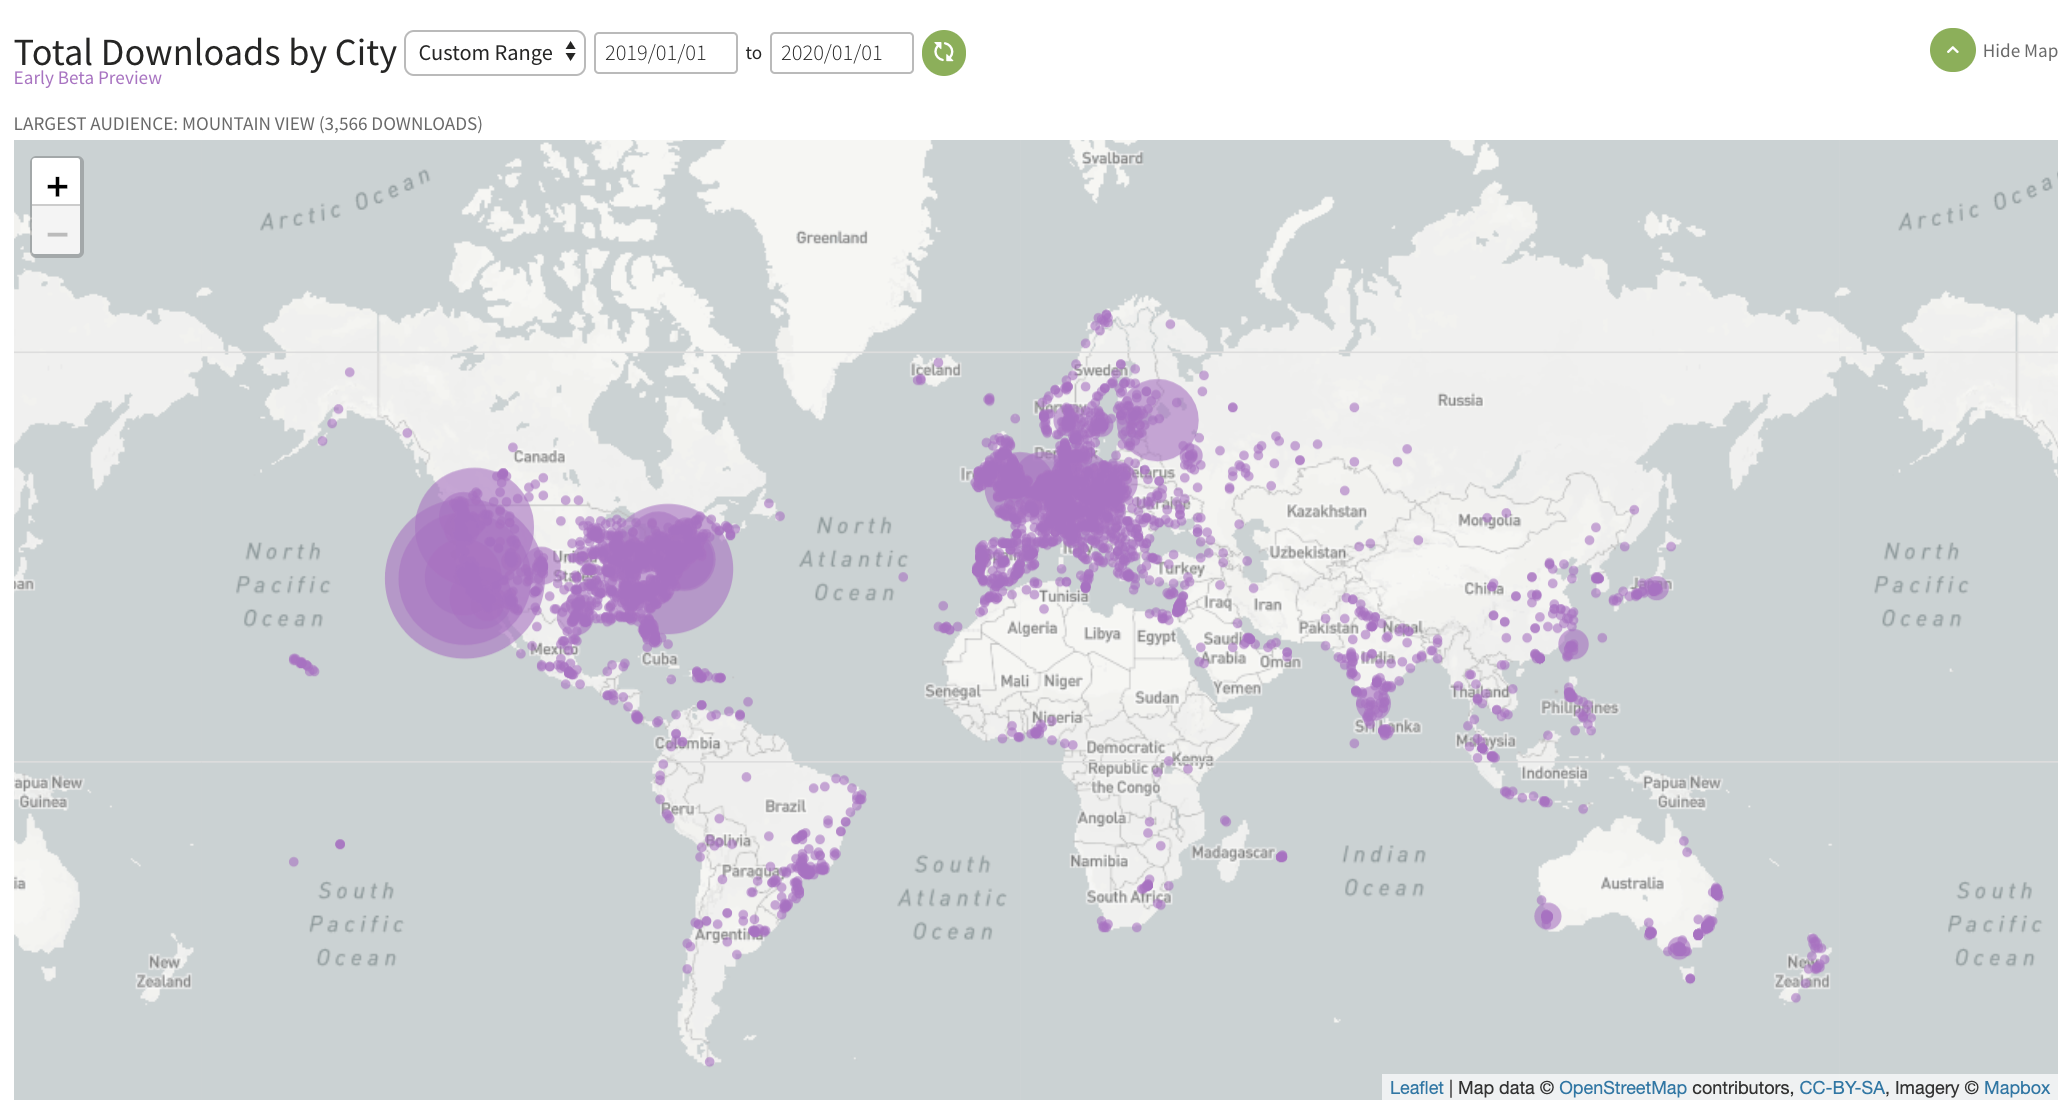 Total Downloads by City
Custom Range
2019/01/01
to
2020/01/01
Hide Map
Early Beta Preview
LARGEST AUDIENCE: MOUNTAIN VIEW (3,566 DOWNLOADS)
+
−
Svalbard
Arctic Ocean
Arctic Ocea
Greenland
Iceland
Sweden
Russia
Canada
Kazakhstan
Mongolia
Ukraine
North
Pacific
Ocean
North
Atlantic
Ocean
North
Pacific
Ocean
Uzbekistan
Turkey
China
Japan
an
Tunisia
Iraq
Iran
Algeria
Libya
Egypt
Pakistan
Nepal
Saudi
Arabia
Oman
India
Mexico
Cuba
Mali
Niger
Senegal
Sudan
Yemen
Thailand
Philippines
Nigeria
Sri Lanka
Colombia
Democratic
Republic of
the Congo
Kenya
Malaysia
Indonesia
apua New
Guinea
Papua New
Guinea
Peru
Brazil
Angola
Bolivia
Namibia
Madagascar
Indian
Ocean
South
Atlantic
Ocean
Australia
ia
South Africa
South
Pacific
Ocean
South
Pacific
Ocean
Argentina
New
Zealand
New
Zealand
Leaflet | Map data © OpenStreetMap contributors, CC-BY-SA, Imagery © Mapbox